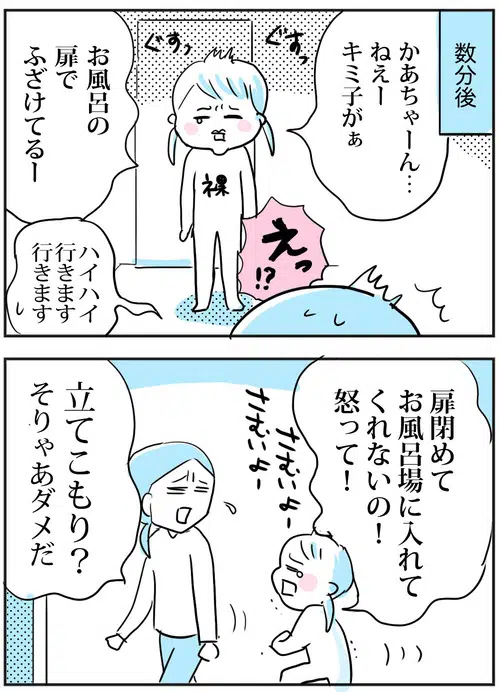 数分後
かあちゃーん…
ねえー
キミ子がぁ
ぐすっ
ぐすっ
お風呂の
扉で
ふざけてるー
裸
えっ
!?
ハイハイ
行きます
行きます
扉閉めて
お風呂場に入れて
くれないの！
怒って！
さむいよー
さむいよー
立てこもり？
そりゃあダメだ